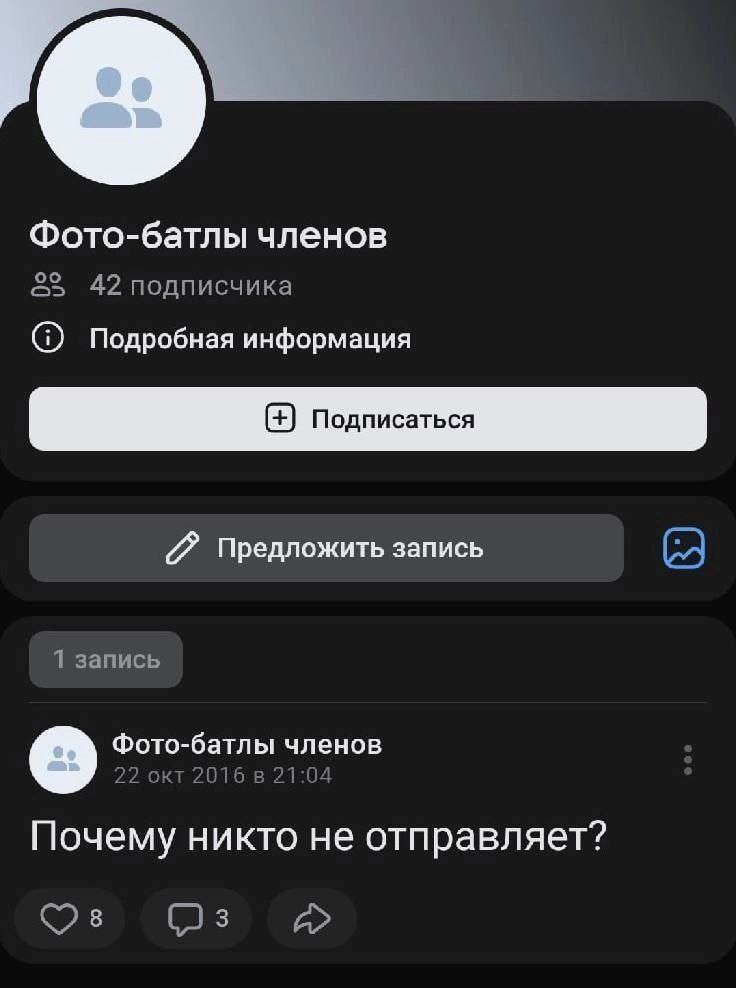 Фото-батлы членов
42 подписчика
Подробная информация
Подписаться
Предложить запись
1 запись
Фото-батлы членов
22 окт 2016 в 21:04
Почему никто не отправляет?
8 3